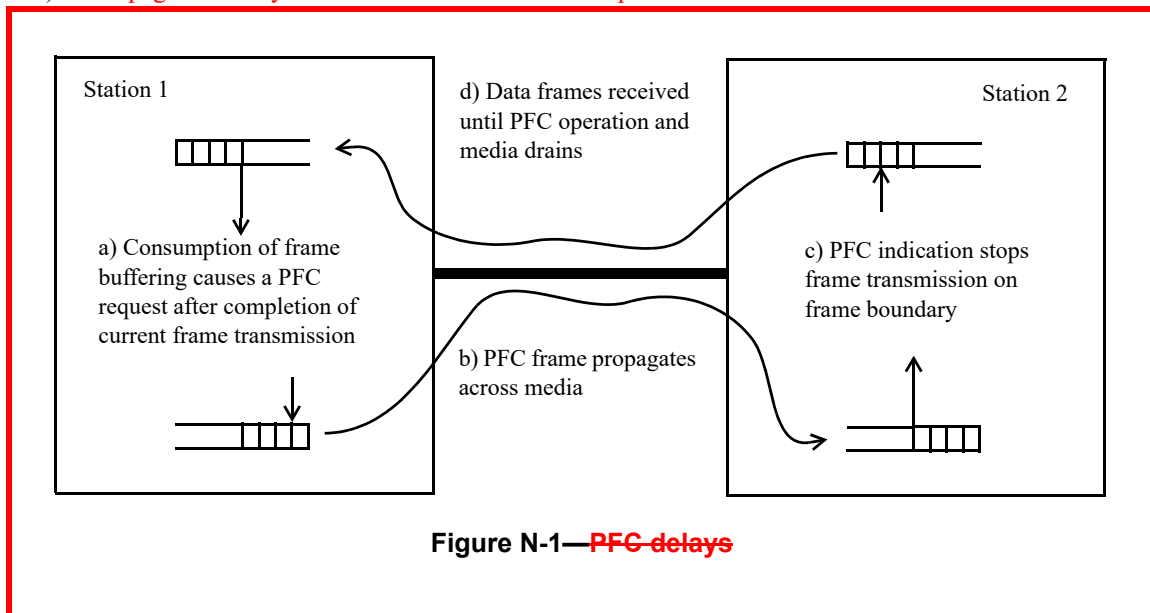 Station 1
Station 2
d) Data frames received
until PFC operation and
media drains
a) Consumption of frame
buffering causes a PFC
request after completion of
current frame transmission
c) PFC indication stops
frame transmission on
frame boundary
b) PFC frame propagates
across media
Figure N-1—PFC delays